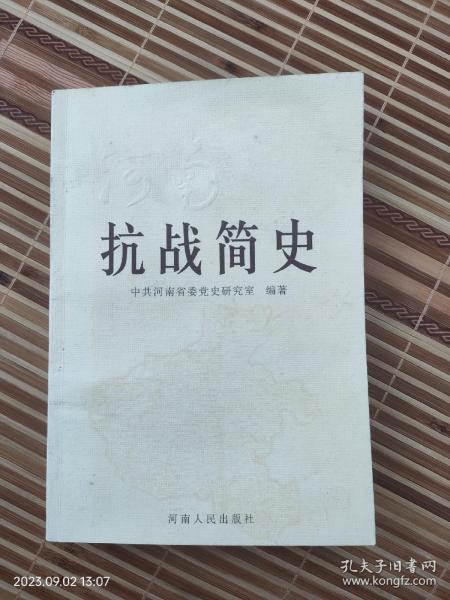 河南
抗战简史
中共河南省委党史研究室 编著
河南人民出版社
2023.09.02 13:07
孔夫子旧书网
www.kongfz.com